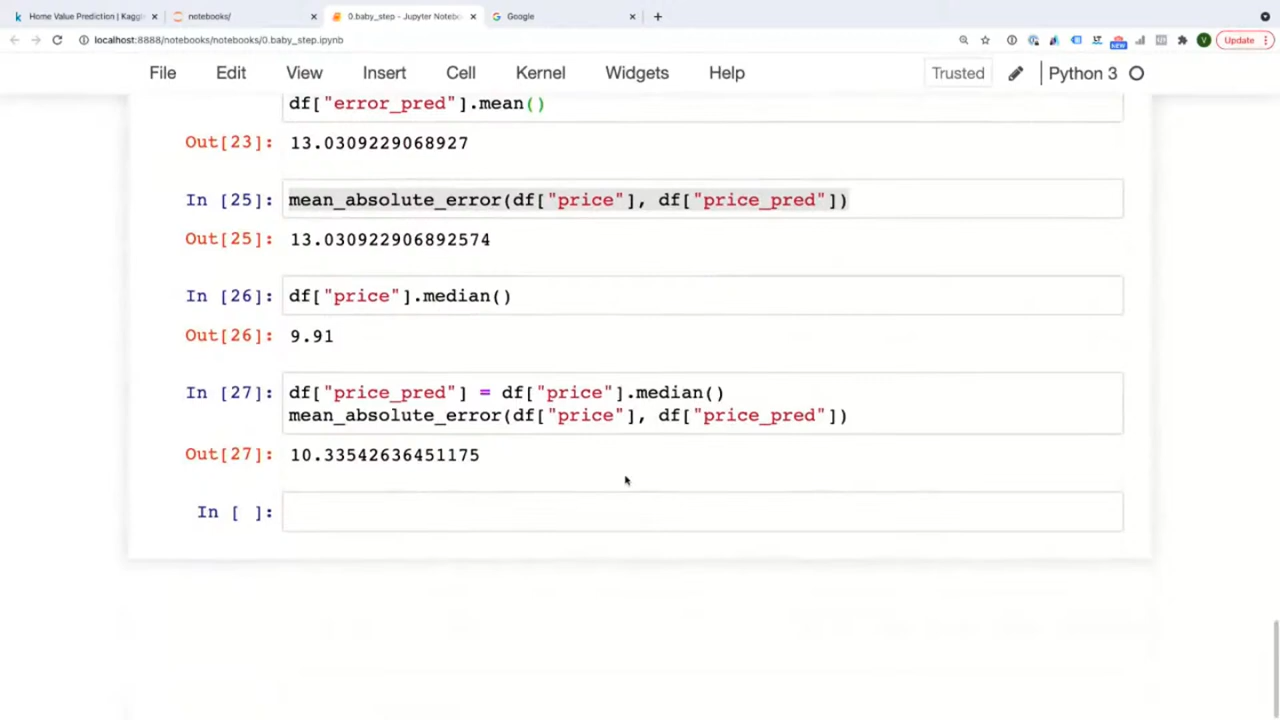 Home Value Prediction | Kaggl
notebooks/
0.baby_step - Jupyter Notebo
Google
localhost:8888/notebooks/notebooks/0.baby_step.ipynb
NEW
V
Update
File
Edit
View
Insert
Cell
Kernel
Widgets
Help
Trusted
Python 3
df["error_pred"].mean()
Out[23]: 13.0309229068927
In [25]: mean_absolute_error(df["price"], df["price_pred"])
Out[25]: 13.030922906892574
In [26]: df["price"].median()
Out[26]: 9.91
In [27]: df["price_pred"] = df["price"].median()
mean_absolute_error(df["price"], df["price_pred"])
Out[27]: 10.33542636451175
In [ ]: